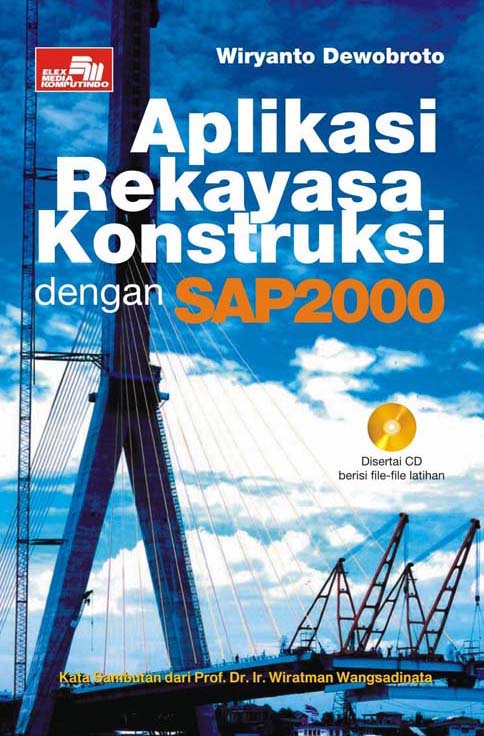 ELEX
MEDIA
KOMPUTINDO
Wiryanto Dewobroto
Aplikasi
Rekayasa
Konstruksi
dengan SAP2000
Disertai CD
berisi file-file latihan
Kata Sambutan dari Prof. Dr. Ir. Wiratman Wangsadinata